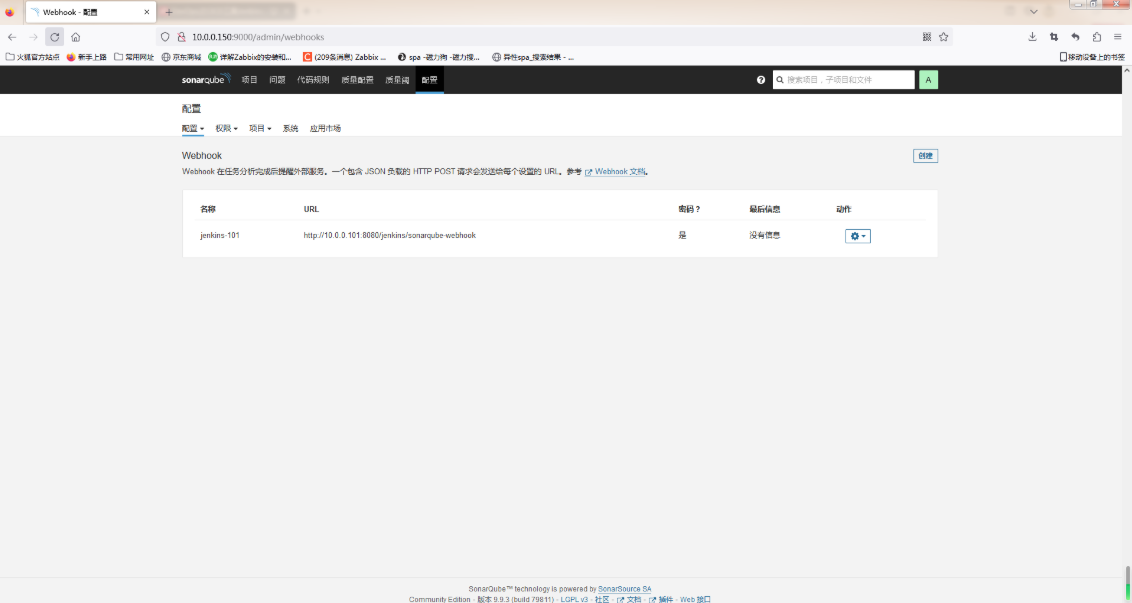 Webhook - 配置
10.0.0.150:9000/admin/webhooks
火狐官方站点 新手上路 常用网址 京东商城 详解Zabbix的安装和... (209条消息) Zabbix ... spa -磁力狗 -磁力搜... 异性spa_搜索结果 - ... 移动设备上的书签
sonarqube 项目 问题 代码规则 质量配置 质量阈 配置 搜索项目,子项目和文件 A
配置
配置 权限 项目 系统 应用市场
Webhook 创建
Webhook 在任务分析完成后提醒外部服务。一个包含 JSON 负载的 HTTP POST 请求会发送给每个设置的 URL。参考 Webhook 文档。
名称 URL 密码? 最后信息 动作
jenkins-101 http://10.0.0.101:8080/jenkins/sonarqube-webhook 是 没有信息
SonarQube™ technology is powered by SonarSource SA
Community Edition - 版本 9.9.3 (build 79811) - LGPL v3 - 社区 - 文档 - 插件 - Web 接口